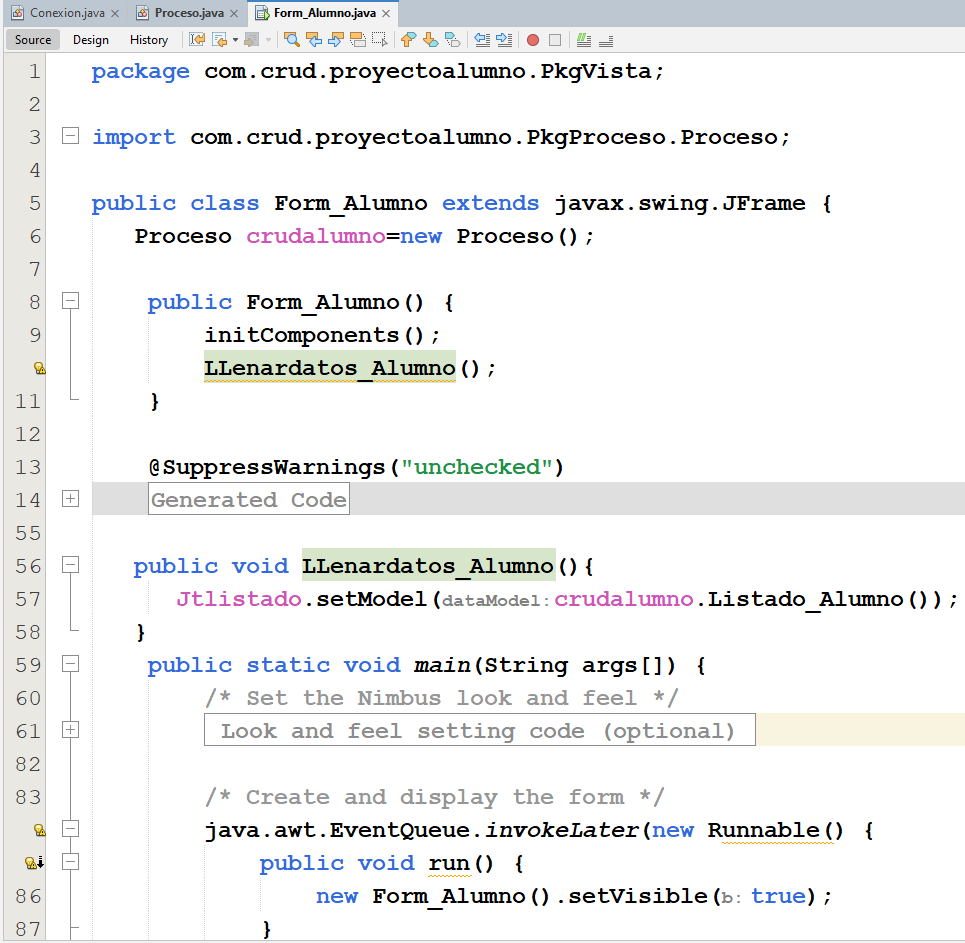 Conexion.java × Proceso.java × Form_Alumno.java ×
Source Design History
1 package com.crud.proyectoalumno.PkgVista;
2
3 import com.crud.proyectoalumno.PkgProceso.Proceso;
4
5 public class Form_Alumno extends javax.swing.JFrame {
6 Proceso crudalumno=new Proceso();
7
8 public Form_Alumno() {
9 initComponents();
LLenardatos_Alumno();
11 }
12
13 @SuppressWarnings("unchecked")
14 Generated Code
55
56 public void LLenardatos_Alumno(){
57 Jtlistado.setModel(dataModel:crudalumno.Listado_Alumno());
58 }
59 public static void main(String args[]) {
60 /* Set the Nimbus look and feel */
61 Look and feel setting code (optional)
82
83 /* Create and display the form */
java.awt.EventQueue.invokeLater(new Runnable() {
public void run() {
86 new Form_Alumno().setVisible(b: true);
87 }